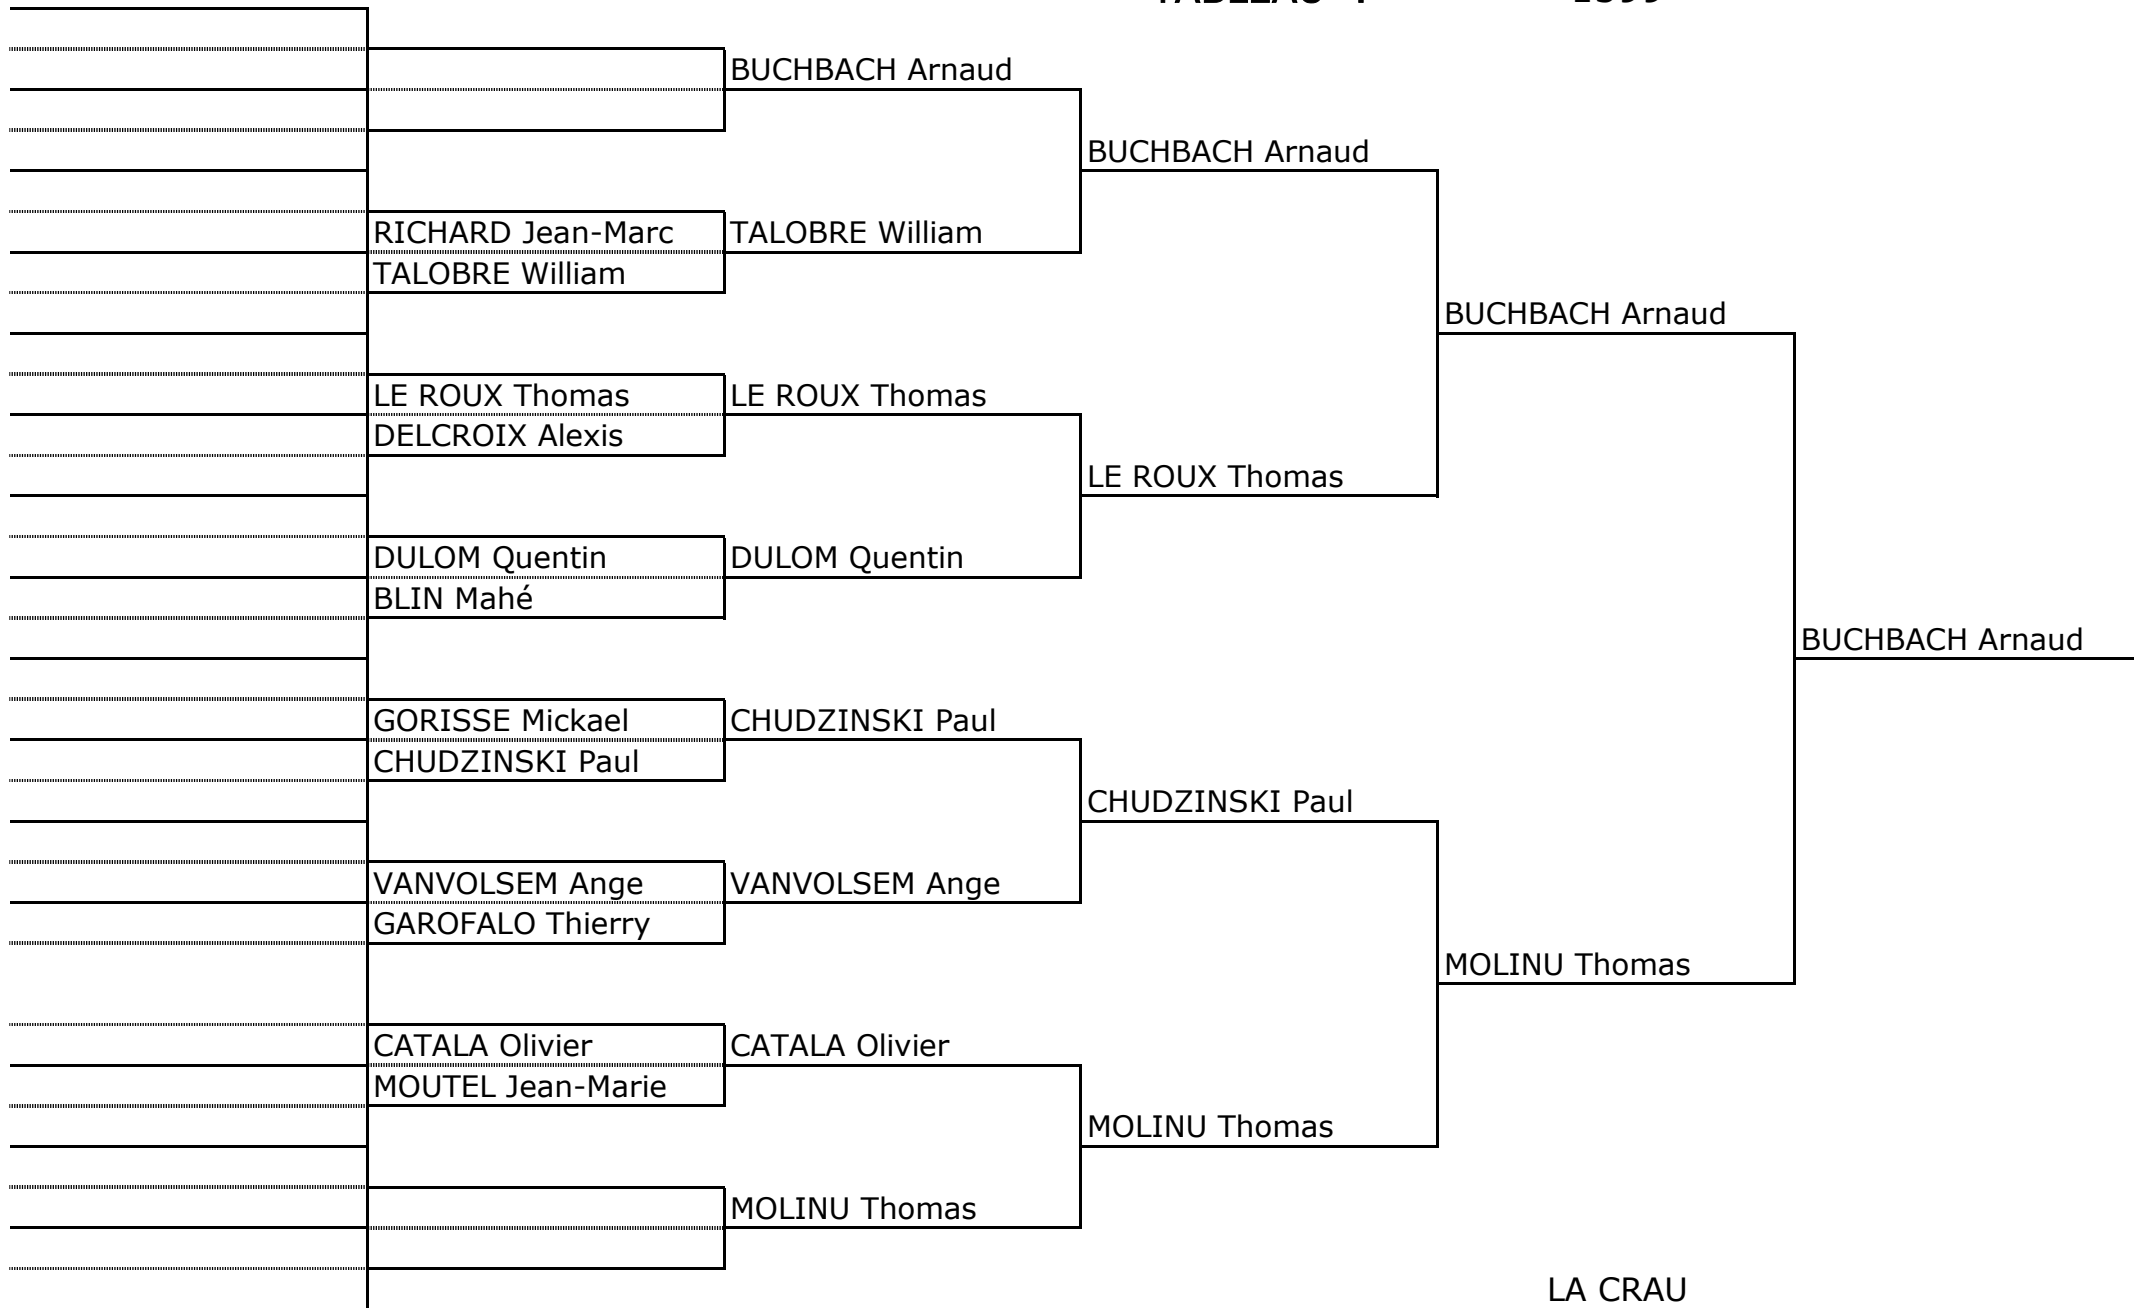 BUCHBACH Arnaud
BUCHBACH Arnaud
RICHARD Jean-Marc TALOBRE William
TALOBRE William
BUCHBACH Arnaud
LE ROUX Thomas LE ROUX Thomas
DELCROIX Alexis
LE ROUX Thomas
DULOM Quentin DULOM Quentin
BLIN Mahé
BUCHBACH Arnaud
GORISSE Mickael CHUDZINSKI Paul
CHUDZINSKI Paul
CHUDZINSKI Paul
VANVOLSEM Ange VANVOLSEM Ange
GAROFALO Thierry
MOLINU Thomas
CATALA Olivier CATALA Olivier
MOUTEL Jean-Marie
MOLINU Thomas
MOLINU Thomas
LA CRAU